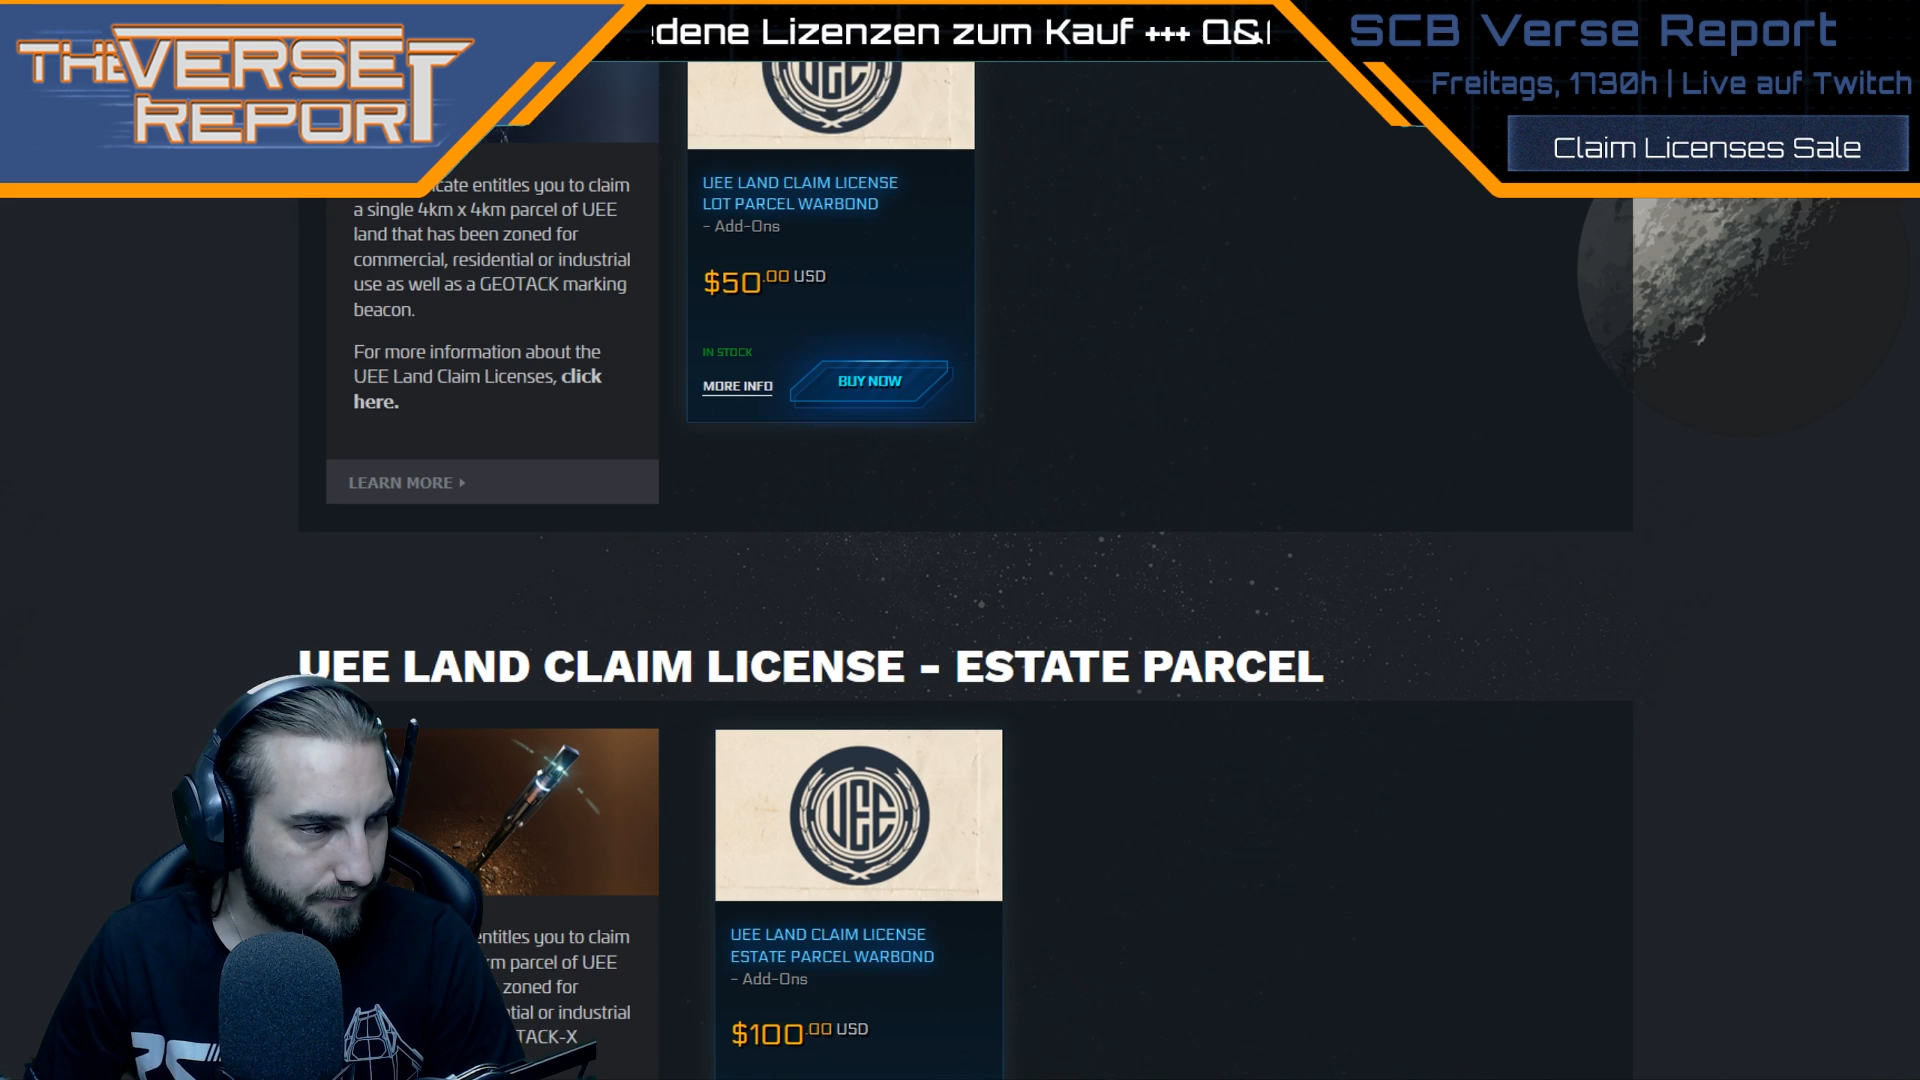 THE VERSE
REPORT
dene Lizenzen zum Kauf +++ Q&
SCB Verse Report
Freitags, 1730h | Live auf Twitch
Claim Licenses Sale
UEE
cate entitles you to claim
a single 4km x 4km parcel of UEE
land that has been zoned for
commercial, residential or industrial
use as well as a GEOTACK marking
beacon.
For more information about the
UEE Land Claim Licenses, click
here.
LEARN MORE
UEE LAND CLAIM LICENSE
LOT PARCEL WARBOND
- Add-Ons
$50.00 USD
IN STOCK
MORE INFO
BUY NOW
UEE LAND CLAIM LICENSE - ESTATE PARCEL
entitles you to claim
m parcel of UEE
zoned for
tial or industrial
TACK-X
UEE
UEE LAND CLAIM LICENSE
ESTATE PARCEL WARBOND
- Add-Ons
$100.00 USD